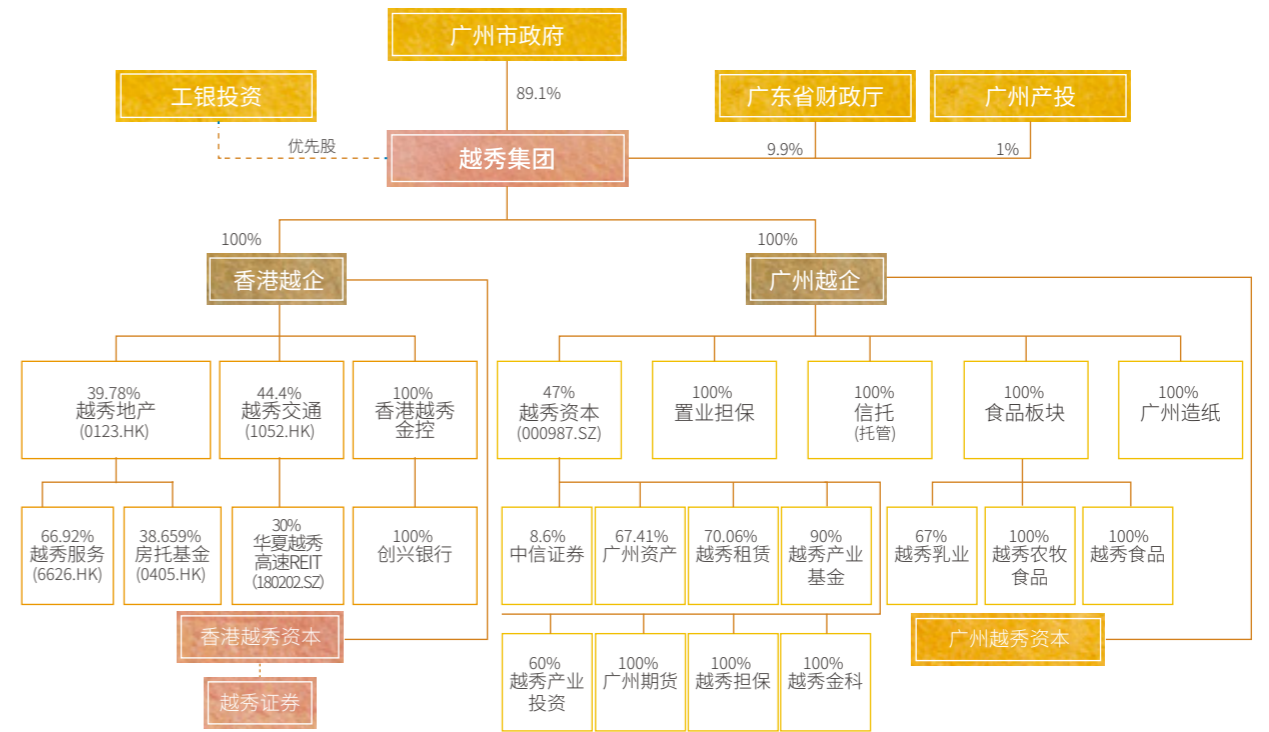 广州市政府
工银投资
89.1%
广东省财政厅
广州产投
优先股
越秀集团
9.9%
1%
100%
100%
香港越企
广州越企
39.78%
越秀地产
(0123.HK)
44.4%
越秀交通
(1052.HK)
100%
香港越秀
金控
47%
越秀资本
(000987.SZ)
100%
置业担保
100%
信托
(托管)
100%
食品板块
100%
广州造纸
66.92%
越秀服务
(6626.HK)
38.659%
房托基金
(0405.HK)
30%
华夏越秀
高速REIT
(180202.SZ)
100%
创兴银行
8.6%
中信证券
67.41%
广州资产
70.06%
越秀租赁
90%
越秀产业
基金
67%
越秀乳业
100%
越秀农牧
食品
100%
越秀食品
香港越秀资本
广州越秀资本
越秀证券
60%
越秀产业
投资
100%
广州期货
100%
越秀担保
100%
越秀金科